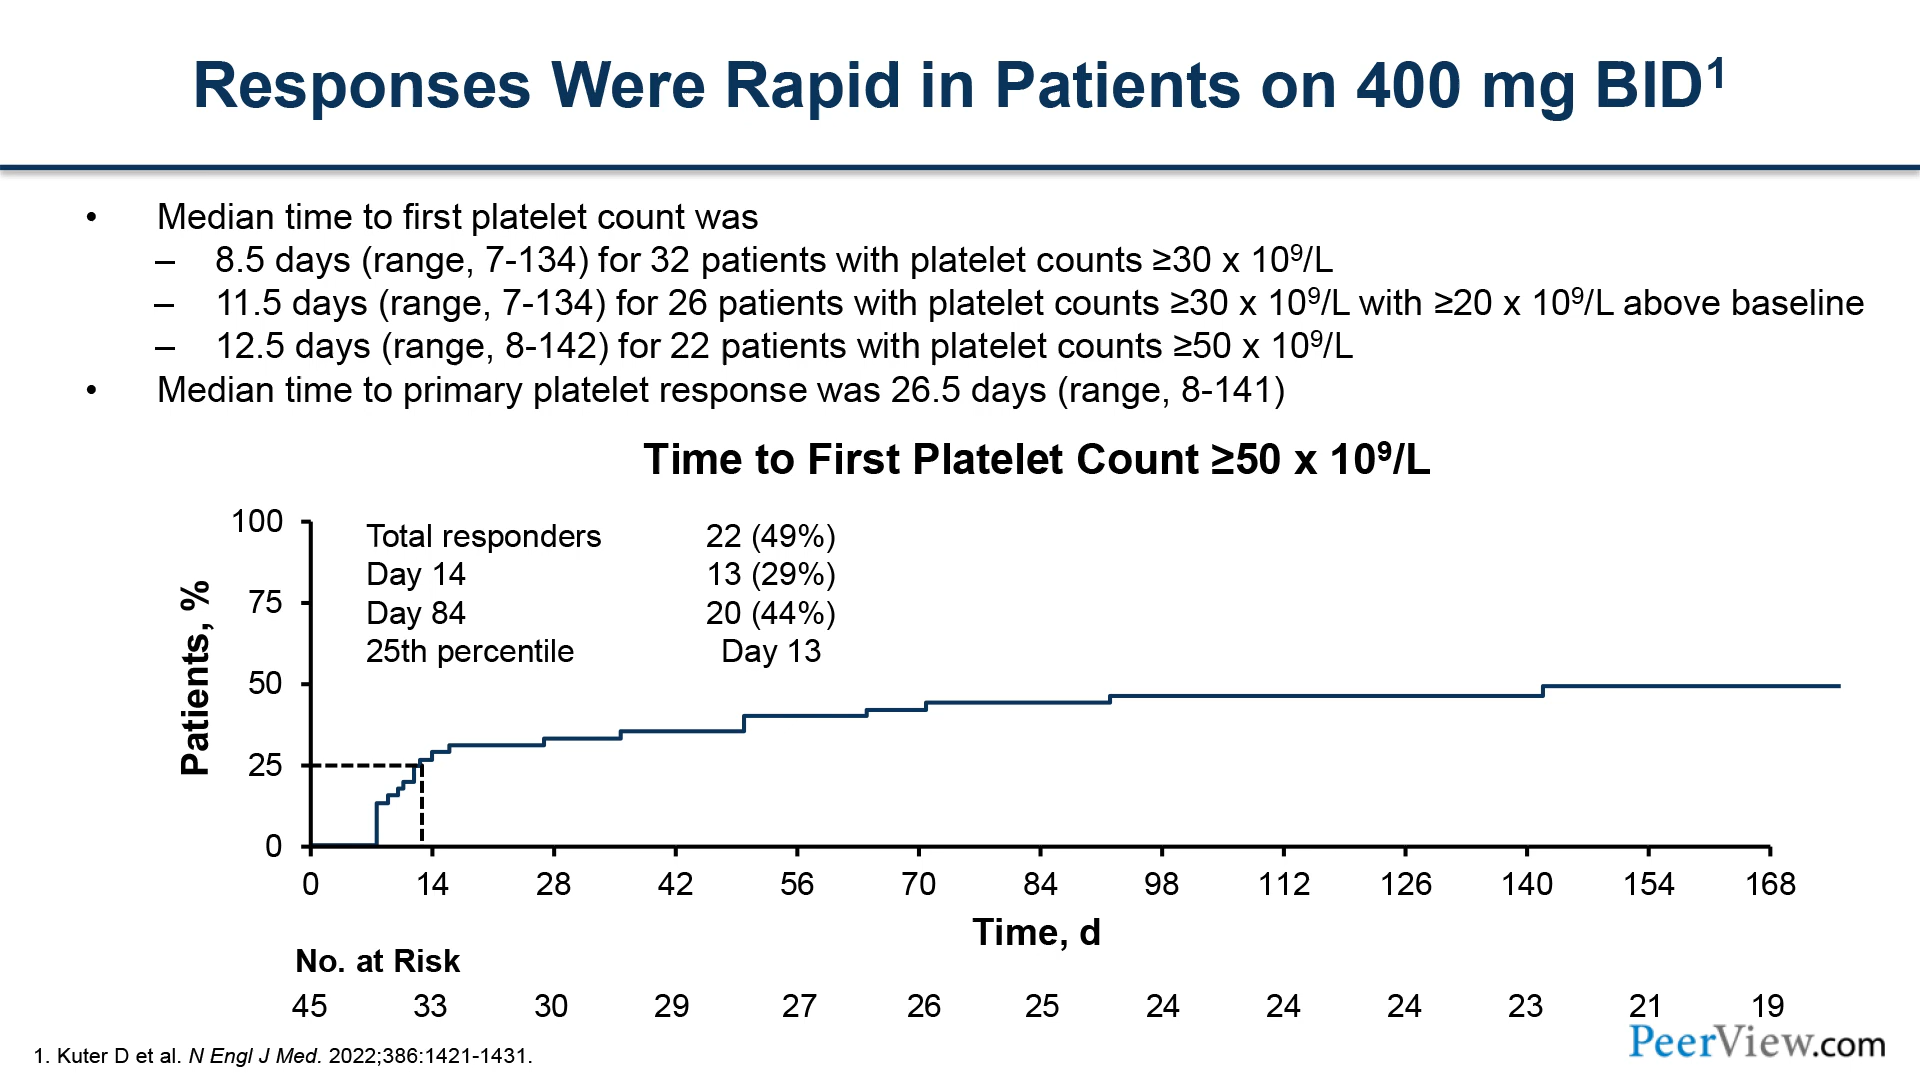 Responses Were Rapid in Patients on 400 mg BID¹
• Median time to first platelet count was
– 8.5 days (range, 7-134) for 32 patients with platelet counts ≥30 x 10⁹/L
– 11.5 days (range, 7-134) for 26 patients with platelet counts ≥30 x 10⁹/L with ≥20 x 10⁹/L above baseline
– 12.5 days (range, 8-142) for 22 patients with platelet counts ≥50 x 10⁹/L
• Median time to primary platelet response was 26.5 days (range, 8-141)
Time to First Platelet Count ≥50 x 10⁹/L
Patients, %
100
75
50
25
0
Total responders 22 (49%)
Day 14 13 (29%)
Day 84 20 (44%)
25th percentile Day 13
0 14 28 42 56 70 84 98 112 126 140 154 168
Time, d
No. at Risk
45 33 30 29 27 26 25 24 24 24 23 21 19
1. Kuter D et al. N Engl J Med. 2022;386:1421-1431.
PeerView.com